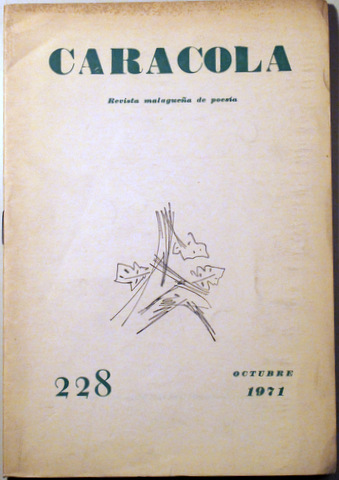 CARACOLA
Revista malagueña de poesía
228
OCTUBRE
1971